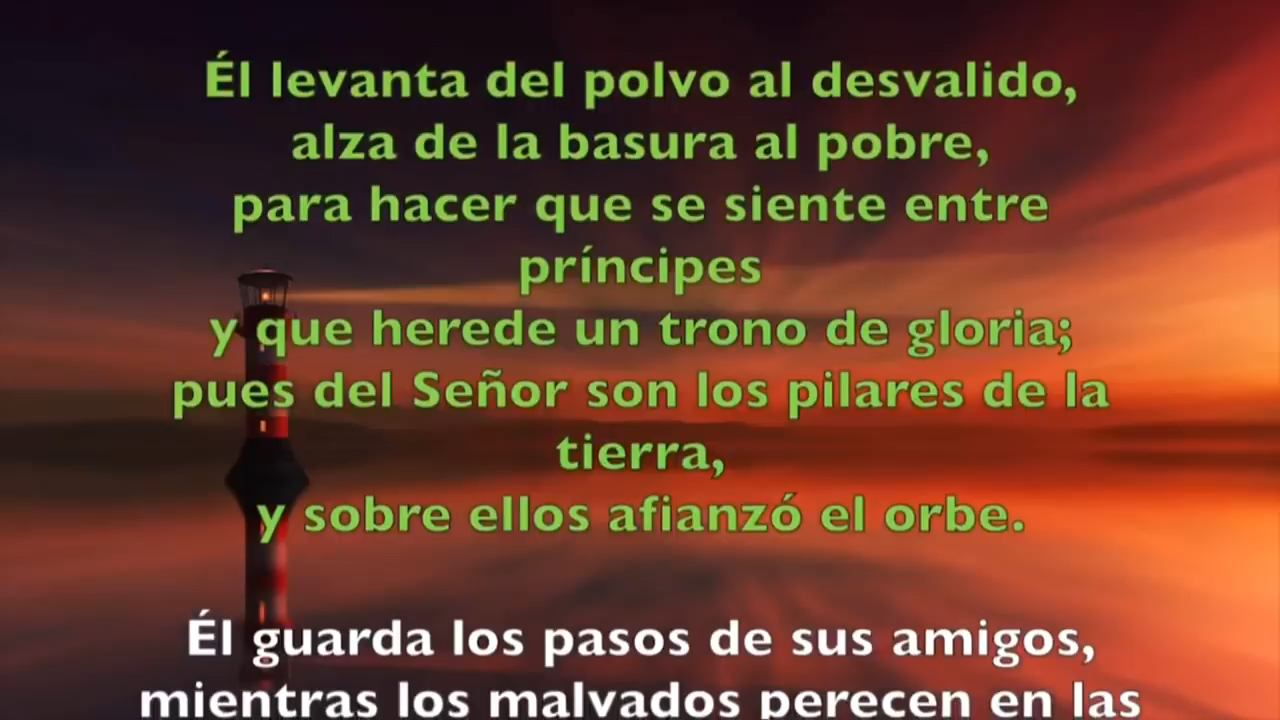 Él levanta del polvo al desvalido,
alza de la basura al pobre,
para hacer que se siente entre
príncipes
y que herede un trono de gloria;
pues del Señor son los pilares de la
tierra,
y sobre ellos afianzó el orbe.
Él guarda los pasos de sus amigos,
mientras los malvados perecen en las